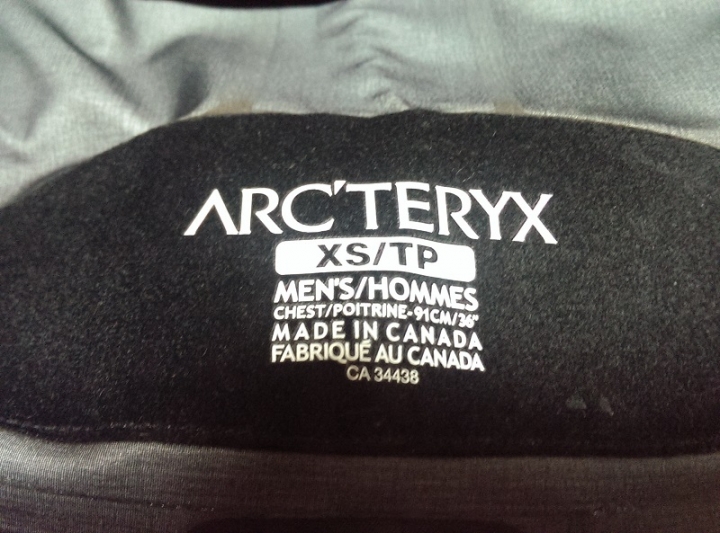 ARC'TERYX
XS/TP
MEN'S/HOMMES
CHEST/POITRINE-91CM/36"
MADE IN CANADA
FABRIQUÉ AU CANADA
CA 34438